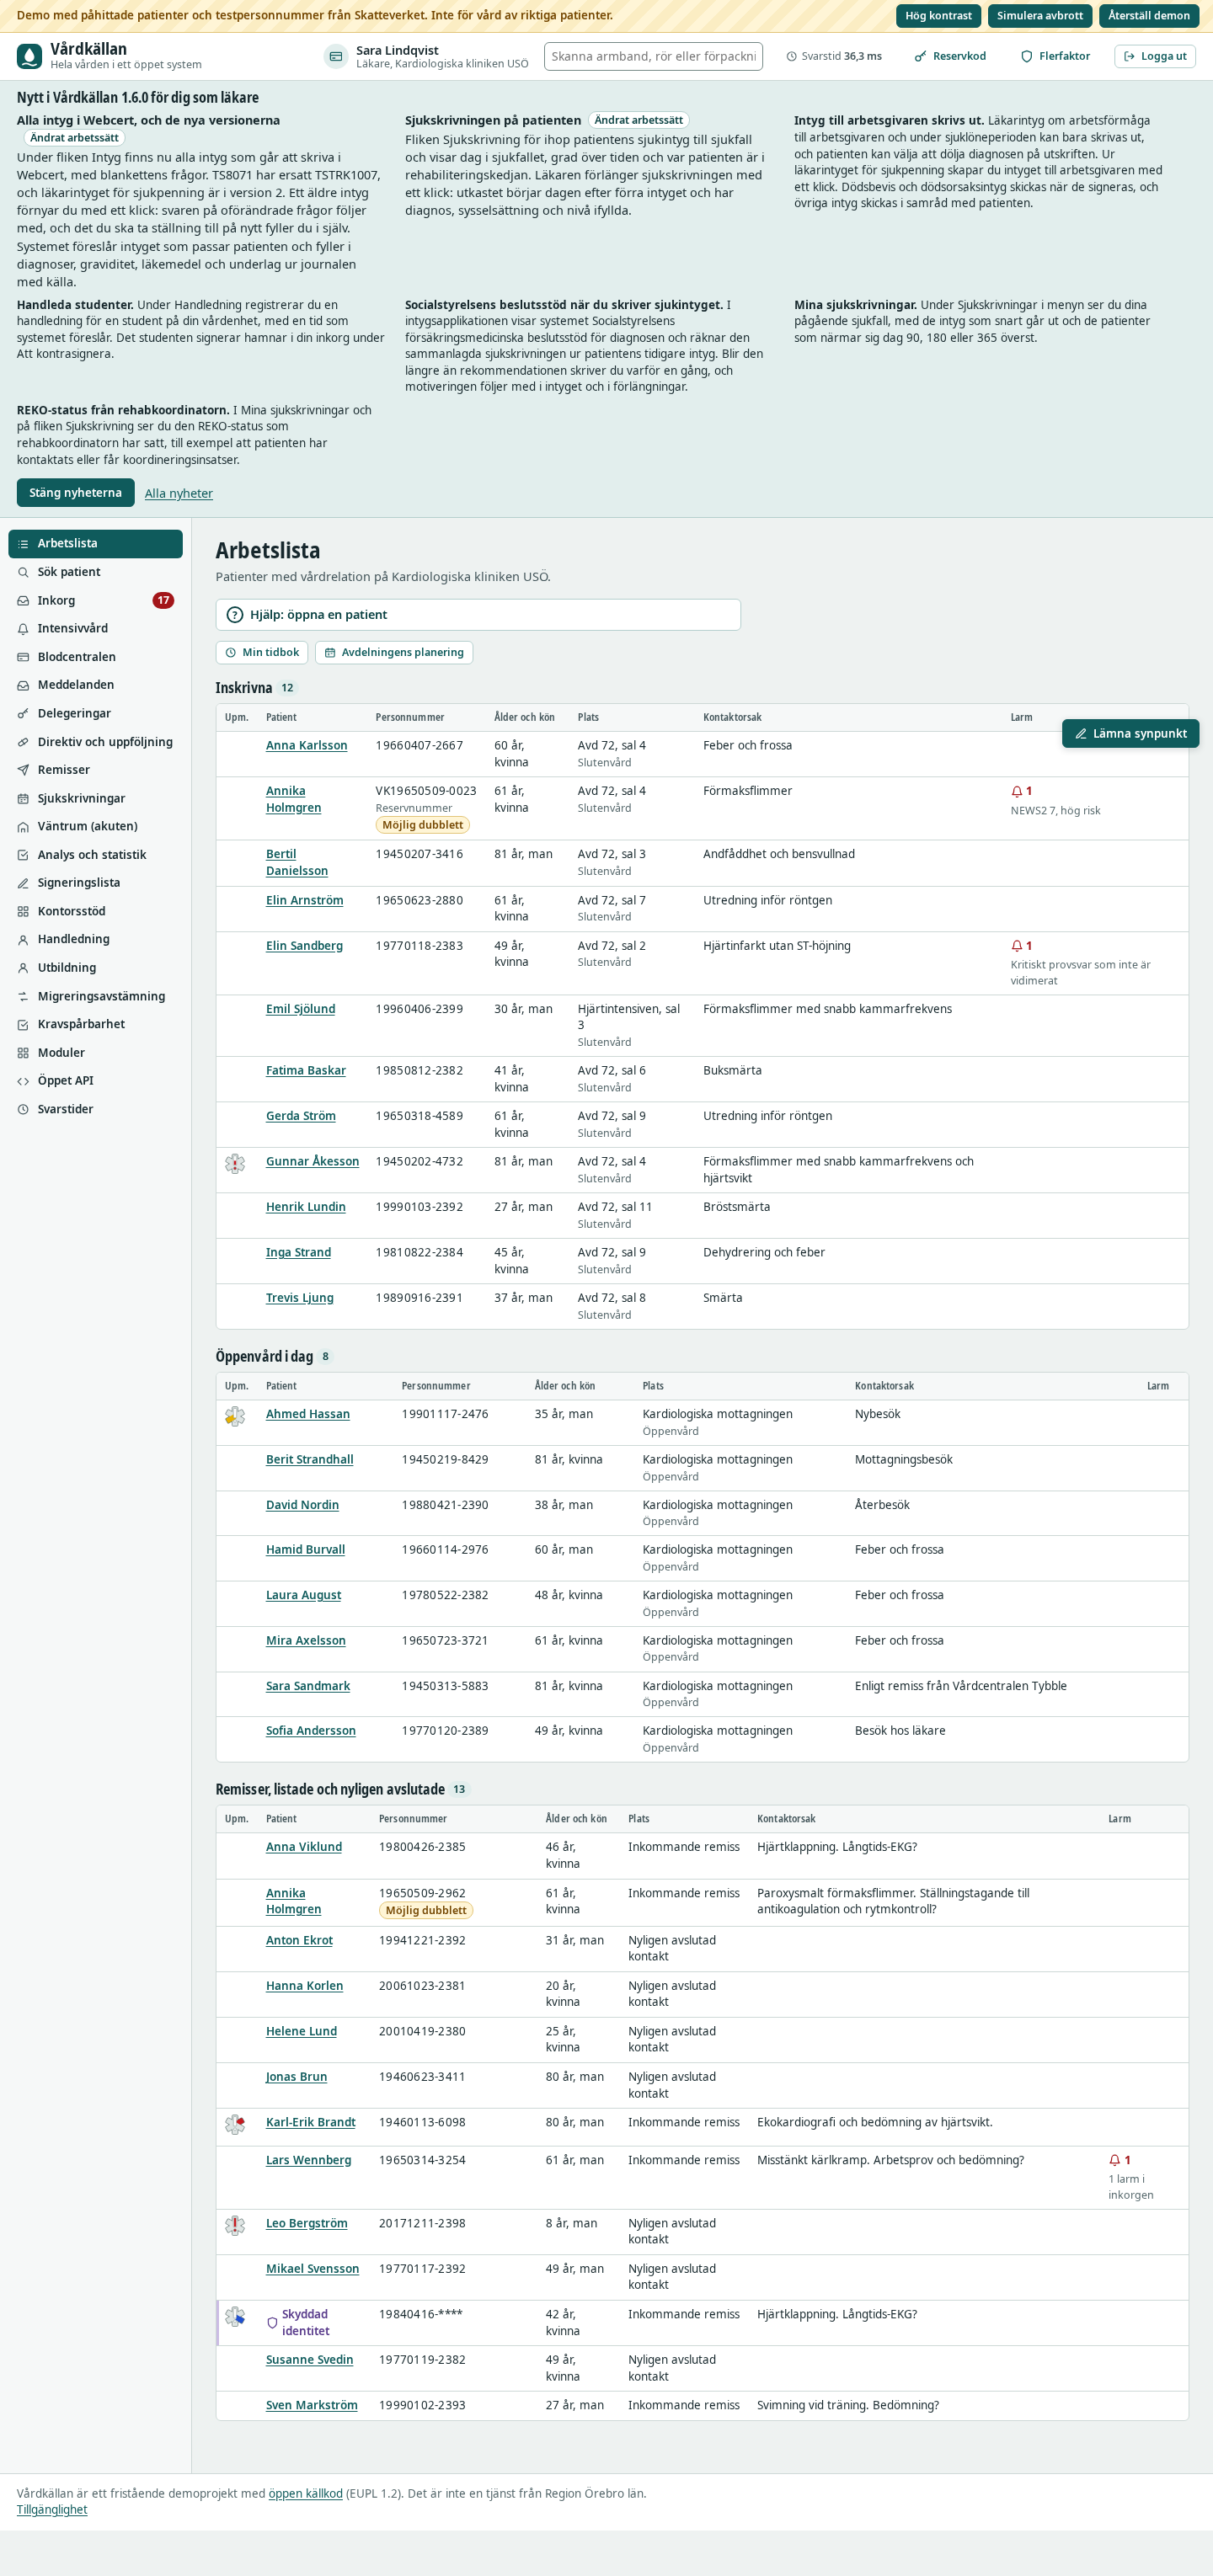 Demo med påhittade patienter och testpersonnummer från Skatteverket. Inte för vård av riktiga patienter.
Hög kontrast
Simulera avbrott
Återställ demon
Vårdkällan
Hela vården i ett öppet system
Sara Lindqvist
Läkare, Kardiologiska kliniken USÖ
Skanna armband, rör eller förpackni
Svarstid 36,3 ms
Reservkod
Flerfaktor
Logga ut
Nytt i Vårdkällan 1.6.0 för dig som läkare
Alla intyg i Webcert, och de nya versionerna
Ändrat arbetssätt
Under fliken Intyg finns nu alla intyg som går att skriva i
Webcert, med blankettens frågor. TS8071 har ersatt TSTRK1007,
och läkarintyget för sjukpenning är i version 2. Ett äldre intyg
förnyar du med ett klick: svaren på oförändrade frågor följer
med, och det du ska ta ställning till på nytt fyller du i själv.
Systemet föreslår intyget som passar patienten och fyller i
diagnoser, graviditet, läkemedel och underlag ur journalen
med källa.
Sjukskrivningen på patienten Ändrat arbetssätt
Fliken Sjukskrivning för ihop patientens sjukintyg till sjukfall
och visar dag i sjukfallet, grad över tiden och var patienten är i
rehabiliteringskedjan. Läkaren förlänger sjukskrivningen med
ett klick: utkastet börjar dagen efter förra intyget och har
diagnos, sysselsättning och nivå ifyllda.
Intyg till arbetsgivaren skrivs ut. Läkarintyg om arbetsförmåga
till arbetsgivaren och under sjuklöneperioden kan bara skrivas ut,
och patienten kan välja att dölja diagnosen på utskriften. Ur
läkarintyget för sjukpenning skapar du intyget till arbetsgivaren med
ett klick. Dödsbevis och dödsorsaksintyg skickas när de signeras, och
övriga intyg skickas i samråd med patienten.
Handleda studenter. Under Handledning registrerar du en
handledning för en student på din vårdenhet, med en tid som
systemet föreslår. Det studenten signerar hamnar i din inkorg under
Att kontrasignera.
Socialstyrelsens beslutsstöd när du skriver sjukintyget. I
intygsapplikationen visar systemet Socialstyrelsens
försäkringsmedicinska beslutsstöd för diagnosen och räknar den
sammanlagda sjukskrivningen ur patientens tidigare intyg. Blir den
längre än rekommendationen skriver du varför en gång, och
motiveringen följer med i intyget och i förlängningar.
Mina sjukskrivningar. Under Sjukskrivningar i menyn ser du dina
pågående sjukfall, med de intyg som snart går ut och de patienter
som närmar sig dag 90, 180 eller 365 överst.
REKO-status från rehabkoordinatorn. I Mina sjukskrivningar och
på fliken Sjukskrivning ser du den REKO-status som
rehabkoordinatorn har satt, till exempel att patienten har
kontaktats eller får koordineringsinsatser.
Stäng nyheterna
Alla nyheter
Arbetslista
Sök patient
Inkorg 17
Intensivvård
Blodcentralen
Meddelanden
Delegeringar
Direktiv och uppföljning
Remisser
Sjukskrivningar
Väntrum (akuten)
Analys och statistik
Signeringslista
Kontorsstöd
Handledning
Utbildning
Migreringsavstämning
Kravspårbarhet
Moduler
Öppet API
Svarstider
Arbetslista
Patienter med vårdrelation på Kardiologiska kliniken USÖ.
? Hjälp: öppna en patient
Min tidbok
Avdelningens planering
Lämna synpunkt
Inskrivna 12
Upm. Patient Personnummer Ålder och kön Plats Kontaktorsak Larm
Anna Karlsson 19660407-2667 60 år, kvinna Avd 72, sal 4 Slutenvård Feber och frossa
Annika Holmgren VK19650509-0023 Reservnummer Möjlig dubblett 61 år, kvinna Avd 72, sal 4 Slutenvård Förmaksflimmer 1 NEWS2 7, hög risk
Bertil Danielsson 19450207-3416 81 år, man Avd 72, sal 3 Slutenvård Andfåddhet och bensvullnad
Elin Arnström 19650623-2880 61 år, kvinna Avd 72, sal 7 Slutenvård Utredning inför röntgen
Elin Sandberg 19770118-2383 49 år, kvinna Avd 72, sal 2 Slutenvård Hjärtinfarkt utan ST-höjning 1 Kritiskt provsvar som inte är vidimerat
Emil Sjölund 19960406-2399 30 år, man Hjärtintensiven, sal 3 Slutenvård Förmaksflimmer med snabb kammarfrekvens
Fatima Baskar 19850812-2382 41 år, kvinna Avd 72, sal 6 Slutenvård Buksmärta
Gerda Ström 19650318-4589 61 år, kvinna Avd 72, sal 9 Slutenvård Utredning inför röntgen
Gunnar Åkesson 19450202-4732 81 år, man Avd 72, sal 4 Slutenvård Förmaksflimmer med snabb kammarfrekvens och hjärtsvikt
Henrik Lundin 19990103-2392 27 år, man Avd 72, sal 11 Slutenvård Bröstsmärta
Inga Strand 19810822-2384 45 år, kvinna Avd 72, sal 9 Slutenvård Dehydrering och feber
Trevis Ljung 19890916-2391 37 år, man Avd 72, sal 8 Slutenvård Smärta
Öppenvård i dag 8
Upm. Patient Personnummer Ålder och kön Plats Kontaktorsak Larm
Ahmed Hassan 19901117-2476 35 år, man Kardiologiska mottagningen Öppenvård Nybesök
Berit Strandhall 19450219-8429 81 år, kvinna Kardiologiska mottagningen Öppenvård Mottagningsbesök
David Nordin 19880421-2390 38 år, man Kardiologiska mottagningen Öppenvård Återbesök
Hamid Burvall 19660114-2976 60 år, man Kardiologiska mottagningen Öppenvård Feber och frossa
Laura August 19780522-2382 48 år, kvinna Kardiologiska mottagningen Öppenvård Feber och frossa
Mira Axelsson 19650723-3721 61 år, kvinna Kardiologiska mottagningen Öppenvård Feber och frossa
Sara Sandmark 19450313-5883 81 år, kvinna Kardiologiska mottagningen Öppenvård Enligt remiss från Vårdcentralen Tybble
Sofia Andersson 19770120-2389 49 år, kvinna Kardiologiska mottagningen Öppenvård Besök hos läkare
Remisser, listade och nyligen avslutade 13
Upm. Patient Personnummer Ålder och kön Plats Kontaktorsak Larm
Anna Viklund 19800426-2385 46 år, kvinna Inkommande remiss Hjärtklappning. Långtids-EKG?
Annika Holmgren 19650509-2962 Möjlig dubblett 61 år, kvinna Inkommande remiss Paroxysmalt förmaksflimmer. Ställningstagande till antikoagulation och rytmkontroll?
Anton Ekrot 19941221-2392 31 år, man Nyligen avslutad kontakt
Hanna Korlen 20061023-2381 20 år, kvinna Nyligen avslutad kontakt
Helene Lund 20010419-2380 25 år, kvinna Nyligen avslutad kontakt
Jonas Brun 19460623-3411 80 år, man Nyligen avslutad kontakt
Karl-Erik Brandt 19460113-6098 80 år, man Inkommande remiss Ekokardiografi och bedömning av hjärtsvikt.
Lars Wennberg 19650314-3254 61 år, man Inkommande remiss Misstänkt kärlkramp. Arbetsprov och bedömning? 1 1 larm i inkorgen
Leo Bergström 20171211-2398 8 år, man Nyligen avslutad kontakt
Mikael Svensson 19770117-2392 49 år, man Nyligen avslutad kontakt
Skyddad identitet 19840416-**** 42 år, kvinna Inkommande remiss Hjärtklappning. Långtids-EKG?
Susanne Svedin 19770119-2382 49 år, kvinna Nyligen avslutad kontakt
Sven Markström 19990102-2393 27 år, man Inkommande remiss Svimning vid träning. Bedömning?
Vårdkällan är ett fristående demoprojekt med öppen källkod (EUPL 1.2). Det är inte en tjänst från Region Örebro län.
Tillgänglighet